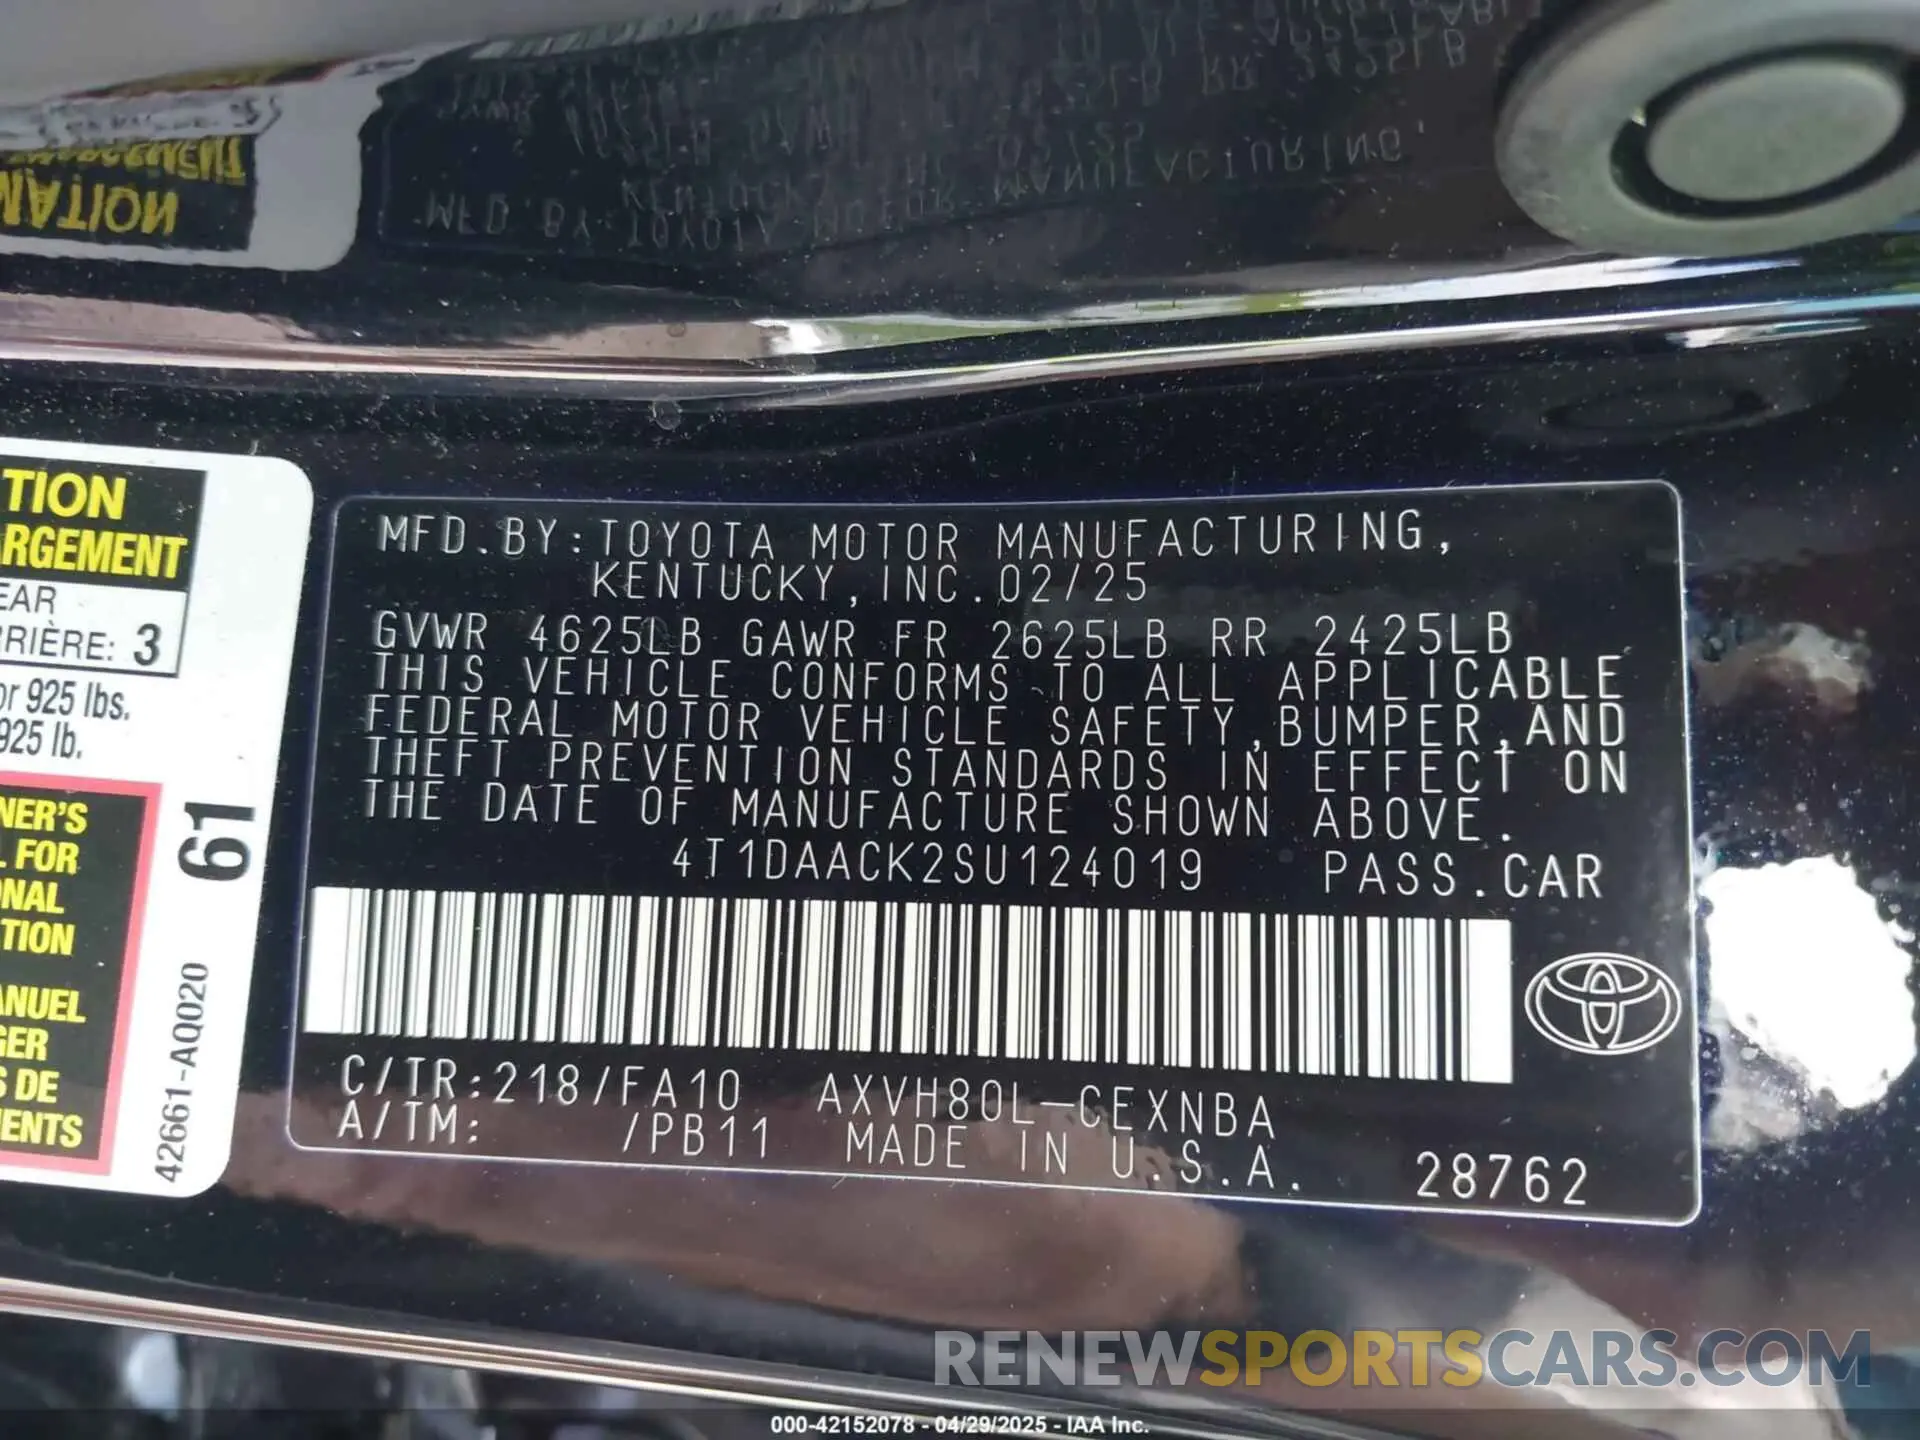 TION
RGEMENT
EAR
RRIÈRE: 3
or 925 lbs.
925 lb.
NER'S
L FOR
NAL
TION
ANUEL
GER
S DE
ENTS
61
42661-AQ020
MFD.BY:TOYOTA MOTOR MANUFACTURING,
KENTUCKY,INC.02/25
GVWR 4625LB GAWR FR 2625LB RR 2425LB
THIS VEHICLE CONFORMS TO ALL APPLICABLE
FEDERAL MOTOR VEHICLE SAFETY,BUMPER,AND
THEFT PREVENTION STANDARDS IN EFFECT ON
THE DATE OF MANUFACTURE SHOWN ABOVE.
4T1DAACK2SU124019 PASS.CAR
C/TR:218/FA10 AXVH80L-CEXNBA
A/TM: /PB11 MADE IN U.S.A. 28762
RENEWSPORTSCARS.COM
000-42152078 - 04/29/2025 - IAA Inc.